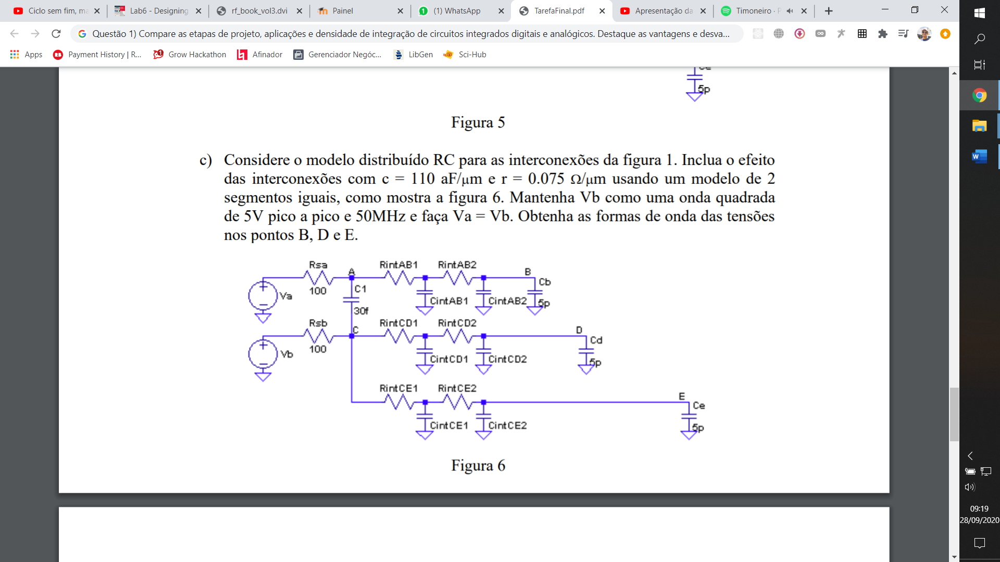 Ciclo sem fim, ma
Lab6 - Designing
rf_book_vol3.dvi
Painel
(1) WhatsApp
TarefaFinal.pdf
Apresentação da
Timoneiro · P
Questão 1) Compare as etapas de projeto, aplicações e densidade de integração de circuitos integrados digitais e analógicos. Destaque as vantagens e desva...
Apps
Payment History | R...
Grow Hackathon
Afinador
Gerenciador Negóc...
LibGen
Sci-Hub
5p
Figura 5
c) Considere o modelo distribuído RC para as interconexões da figura 1. Inclua o efeito
das interconexões com c = 110 aF/μm e r = 0.075 Ω/μm usando um modelo de 2
segmentos iguais, como mostra a figura 6. Mantenha Vb como uma onda quadrada
de 5V pico a pico e 50MHz e faça Va = Vb. Obtenha as formas de onda das tensões
nos pontos B, D e E.
Rsa
A
RintAB1
RintAB2
B
Cb
100
C1
Va
CintAB1
CintAB2
5p
30f
Rsb
C
RintCD1
RintCD2
D
Cd
100
Vb
CintCD1
CintCD2
5p
RintCE1
RintCE2
E
Ce
CintCE1
CintCE2
5p
Figura 6
09:19
28/09/2020